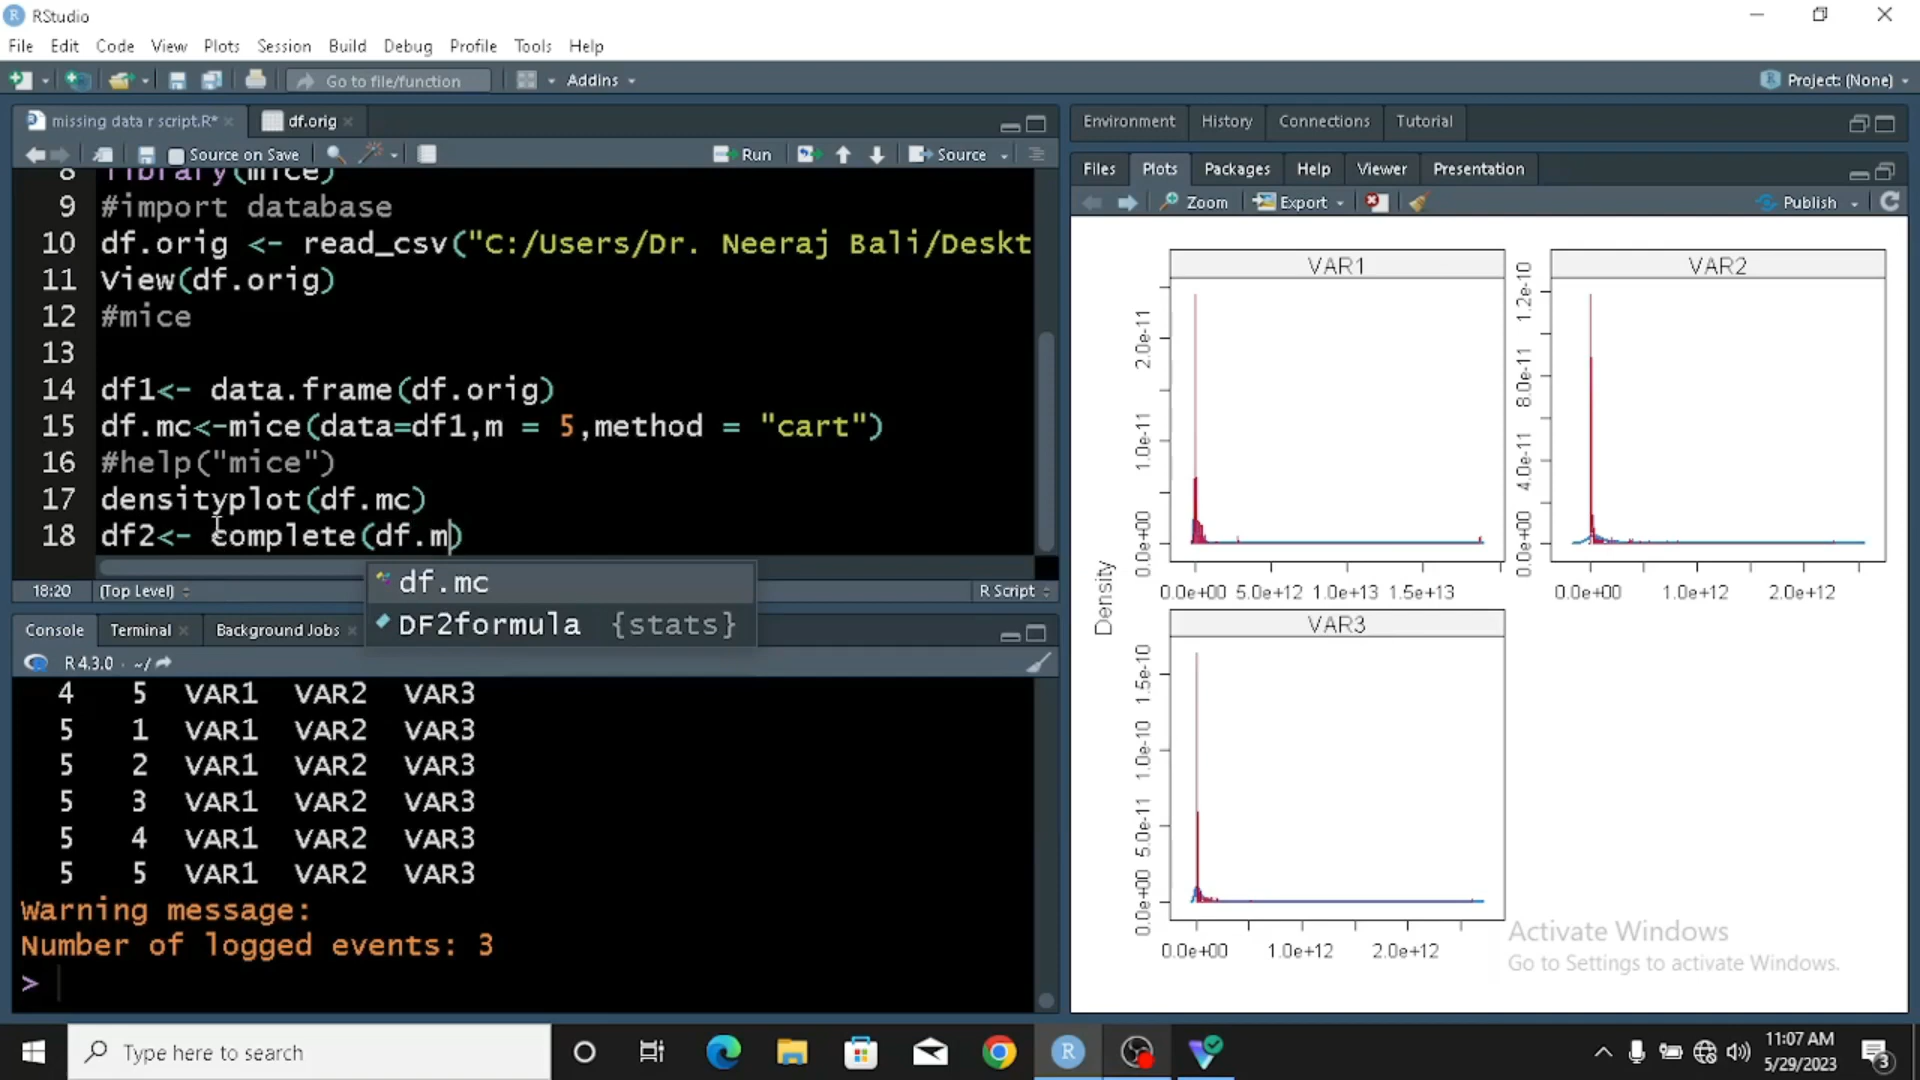 RStudio
File Edit Code View Plots Session Build Debug Profile Tools Help
Go to file/function Addins Project: (None)
missing data r script.R* df.orig
Source on Save Run Source
8 library(mice)
9 #import database
10 df.orig <- read_csv("C:/Users/Dr. Neeraj Bali/Deskt
11 View(df.orig)
12 #mice
13
14 df1<- data.frame(df.orig)
15 df.mc<-mice(data=df1,m = 5,method = "cart")
16 #help("mice")
17 densityplot(df.mc)
18 df2<- complete(df.m)
df.mc
DF2formula {stats}
18:20 (Top Level) R Script
Console Terminal Background Jobs
R 4.3.0 · ~/
4 5 VAR1 VAR2 VAR3
5 1 VAR1 VAR2 VAR3
5 2 VAR1 VAR2 VAR3
5 3 VAR1 VAR2 VAR3
5 4 VAR1 VAR2 VAR3
5 5 VAR1 VAR2 VAR3
Warning message:
Number of logged events: 3
>
Environment History Connections Tutorial
Files Plots Packages Help Viewer Presentation
Zoom Export Publish
VAR1
VAR2
0.0e+00 1.0e-11 2.0e-11
0.0e+00 4.0e-11 8.0e-11 1.2e-10
0.0e+00 5.0e+12 1.0e+13 1.5e+13
0.0e+00 1.0e+12 2.0e+12
Density
VAR3
0.0e+00 5.0e-11 1.0e-10 1.5e-10
0.0e+00 1.0e+12 2.0e+12
Activate Windows
Go to Settings to activate Windows.
Type here to search
11:07 AM
5/29/2023
3